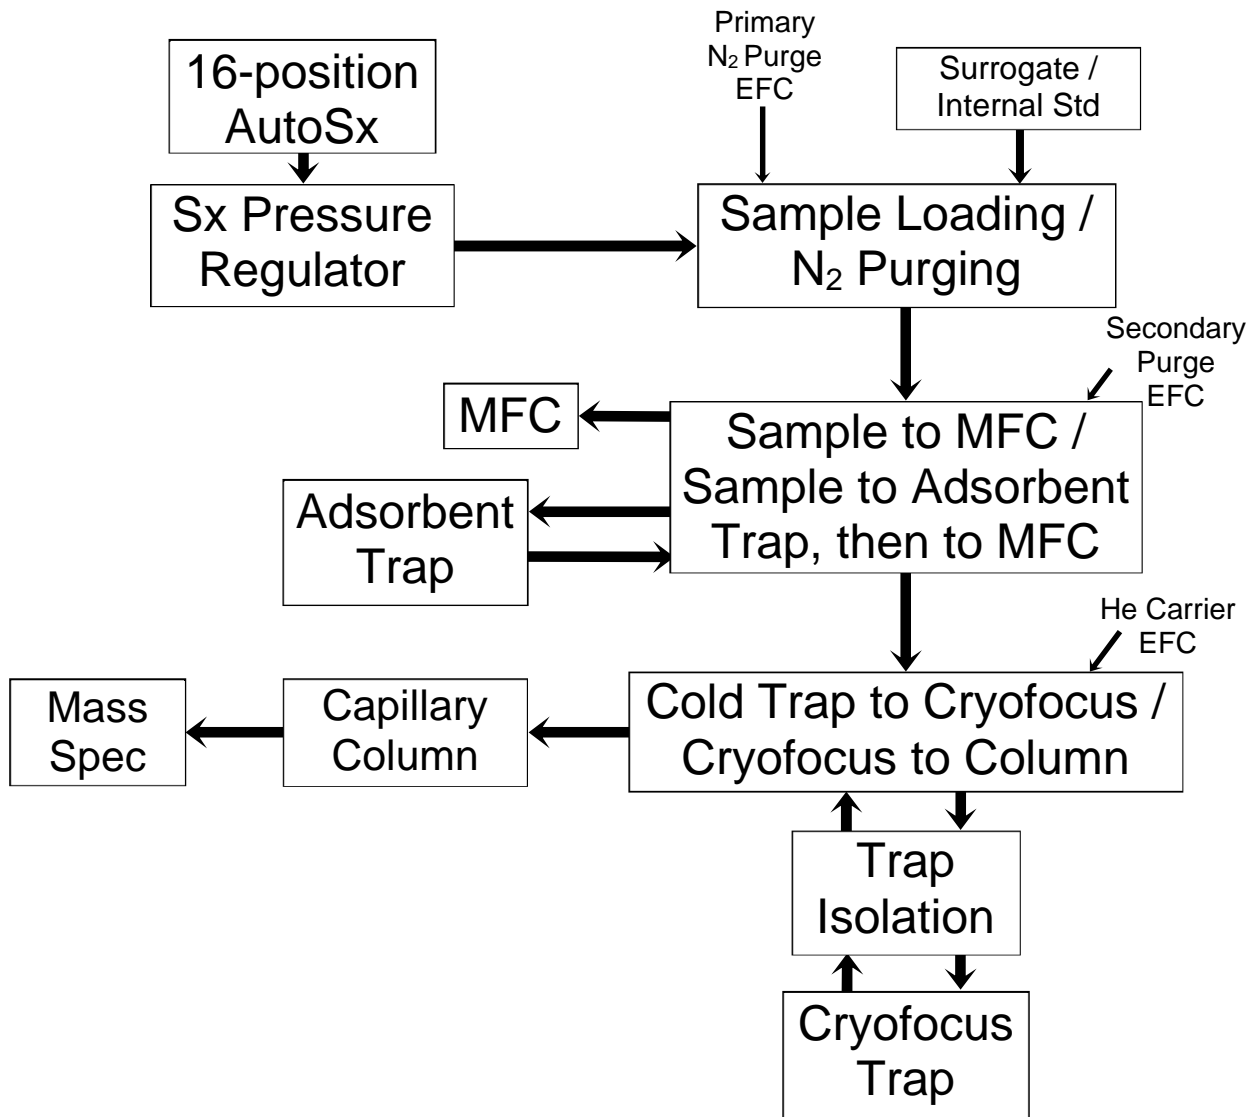 16-position
AutoSx
Primary
N₂ Purge
EFC
Surrogate /
Internal Std
Sx Pressure
Regulator
Sample Loading /
N₂ Purging
Secondary
Purge
EFC
MFC
Sample to MFC /
Sample to Adsorbent
Trap, then to MFC
Adsorbent
Trap
He Carrier
EFC
Mass
Spec
Capillary
Column
Cold Trap to Cryofocus /
Cryofocus to Column
Trap
Isolation
Cryofocus
Trap